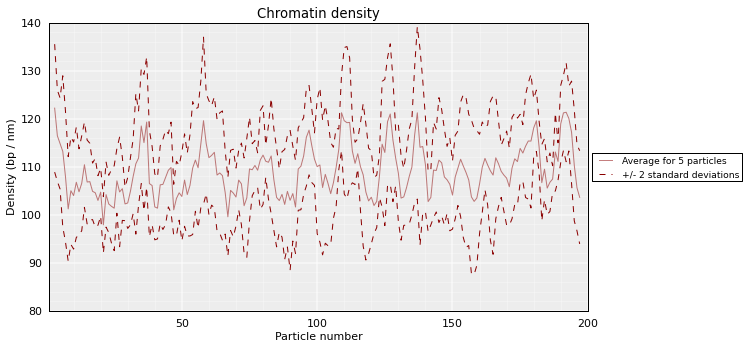 Chromatin density
Density (bp / nm)
140
130
120
110
100
90
80
50
100
150
200
Particle number
Average for 5 particles
+/- 2 standard deviations